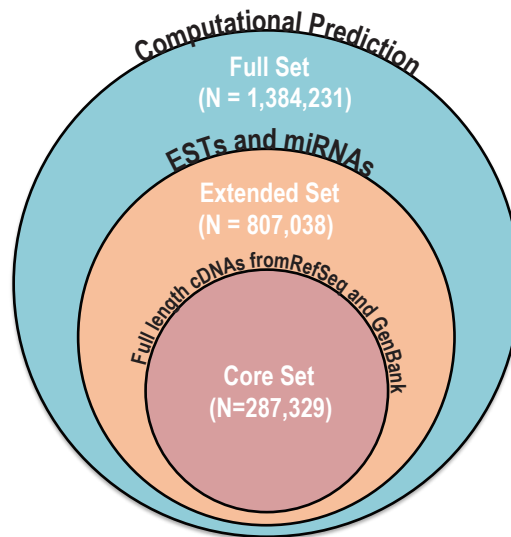 Computational Prediction
Full Set
(N = 1,384,231)
ESTs and miRNAs
Extended Set
(N = 807,038)
Full length cDNAs fromRefSeq and GenBank
Core Set
(N=287,329)